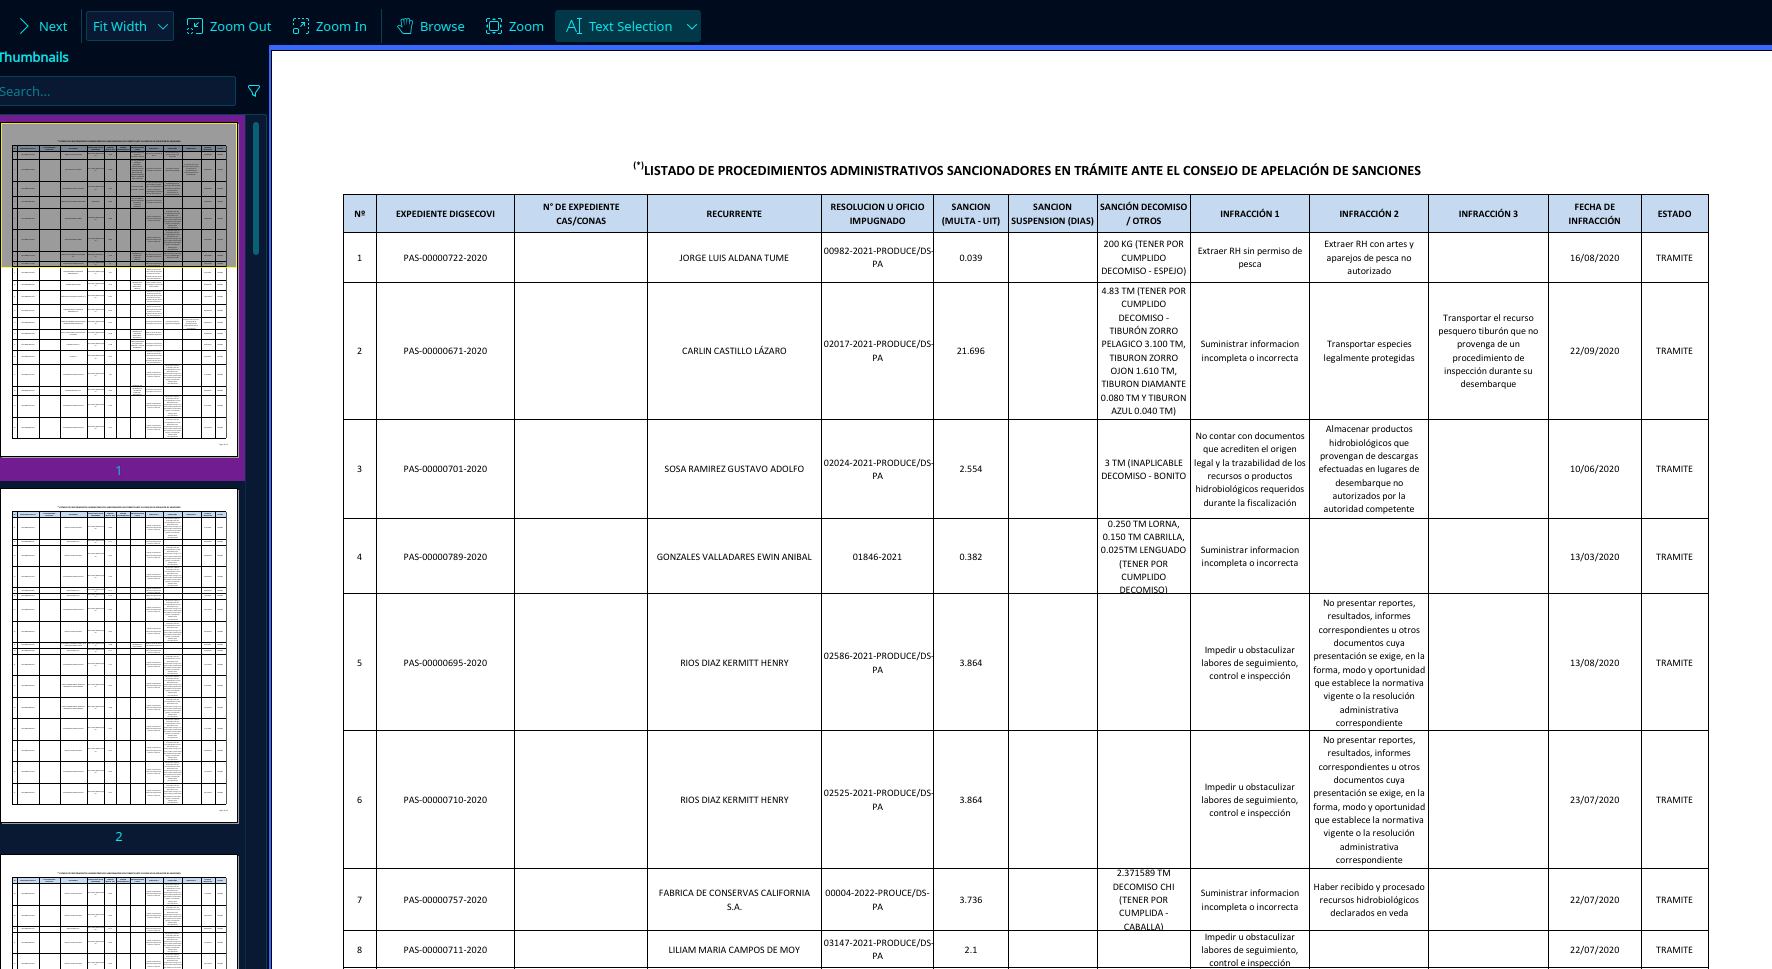 Next
Fit Width
Zoom Out
Zoom In
Browse
Zoom
Text Selection
Thumbnails
Search...
1
2
(*)LISTADO DE PROCEDIMIENTOS ADMINISTRATIVOS SANCIONADORES EN TRÁMITE ANTE EL CONSEJO DE APELACIÓN DE SANCIONES
Nº
EXPEDIENTE DIGSECOVI
N° DE EXPEDIENTE
CAS/CONAS
RECURRENTE
RESOLUCION U OFICIO
IMPUGNADO
SANCION
(MULTA - UIT)
SANCION
SUSPENSION (DIAS)
SANCIÓN DECOMISO
/ OTROS
INFRACCIÓN 1
INFRACCIÓN 2
INFRACCIÓN 3
FECHA DE
INFRACCIÓN
ESTADO
1
PAS-00000722-2020
JORGE LUIS ALDANA TUME
00982-2021-PRODUCE/DS-
PA
0.039
200 KG (TENER POR
CUMPLIDO
DECOMISO - ESPEJO)
Extraer RH sin permiso de
pesca
Extraer RH con artes y
aparejos de pesca no
autorizado
16/08/2020
TRAMITE
2
PAS-00000671-2020
CARLIN CASTILLO LÁZARO
02017-2021-PRODUCE/DS-
PA
21.696
4.83 TM (TENER POR
CUMPLIDO
DECOMISO -
TIBURÓN ZORRO
PELAGICO 3.100 TM,
TIBURON ZORRO
OJON 1.610 TM,
TIBURON DIAMANTE
0.080 TM Y TIBURON
AZUL 0.040 TM)
Suministrar informacion
incompleta o incorrecta
Transportar especies
legalmente protegidas
Transportar el recurso
pesquero tiburón que no
provenga de un
procedimiento de
inspección durante su
desembarque
22/09/2020
TRAMITE
3
PAS-00000701-2020
SOSA RAMIREZ GUSTAVO ADOLFO
02024-2021-PRODUCE/DS-
PA
2.554
3 TM (INAPLICABLE
DECOMISO - BONITO
No contar con documentos
que acrediten el origen
legal y la trazabilidad de los
recursos o productos
hidrobiológicos requeridos
durante la fiscalización
Almacenar productos
hidrobiológicos que
provengan de descargas
efectuadas en lugares de
desembarque no
autorizados por la
autoridad competente
10/06/2020
TRAMITE
4
PAS-00000789-2020
GONZALES VALLADARES EWIN ANIBAL
01846-2021
0.382
0.250 TM LORNA,
0.150 TM CABRILLA,
0.025TM LENGUADO
(TENER POR
CUMPLIDO
DECOMISO)
Suministrar informacion
incompleta o incorrecta
13/03/2020
TRAMITE
5
PAS-00000695-2020
RIOS DIAZ KERMITT HENRY
02586-2021-PRODUCE/DS-
PA
3.864
Impedir u obstaculizar
labores de seguimiento,
control e inspección
No presentar reportes,
resultados, informes
correspondientes u otros
documentos cuya
presentación se exige, en la
forma, modo y oportunidad
que establece la normativa
vigente o la resolución
administrativa
correspondiente
13/08/2020
TRAMITE
6
PAS-00000710-2020
RIOS DIAZ KERMITT HENRY
02525-2021-PRODUCE/DS-
PA
3.864
Impedir u obstaculizar
labores de seguimiento,
control e inspección
No presentar reportes,
resultados, informes
correspondientes u otros
documentos cuya
presentación se exige, en la
forma, modo y oportunidad
que establece la normativa
vigente o la resolución
administrativa
correspondiente
23/07/2020
TRAMITE
7
PAS-00000757-2020
FABRICA DE CONSERVAS CALIFORNIA
S.A.
00004-2022-PROUCE/DS-
PA
3.736
2.371589 TM
DECOMISO CHI
(TENER POR
CUMPLIDA -
CABALLA)
Suministrar informacion
incompleta o incorrecta
Haber recibido y procesado
recursos hidrobiológicos
declarados en veda
22/07/2020
TRAMITE
8
PAS-00000711-2020
LILIAM MARIA CAMPOS DE MOY
03147-2021-PRODUCE/DS-
PA
2.1
Impedir u obstaculizar
labores de seguimiento,
control e inspección
22/07/2020
TRAMITE